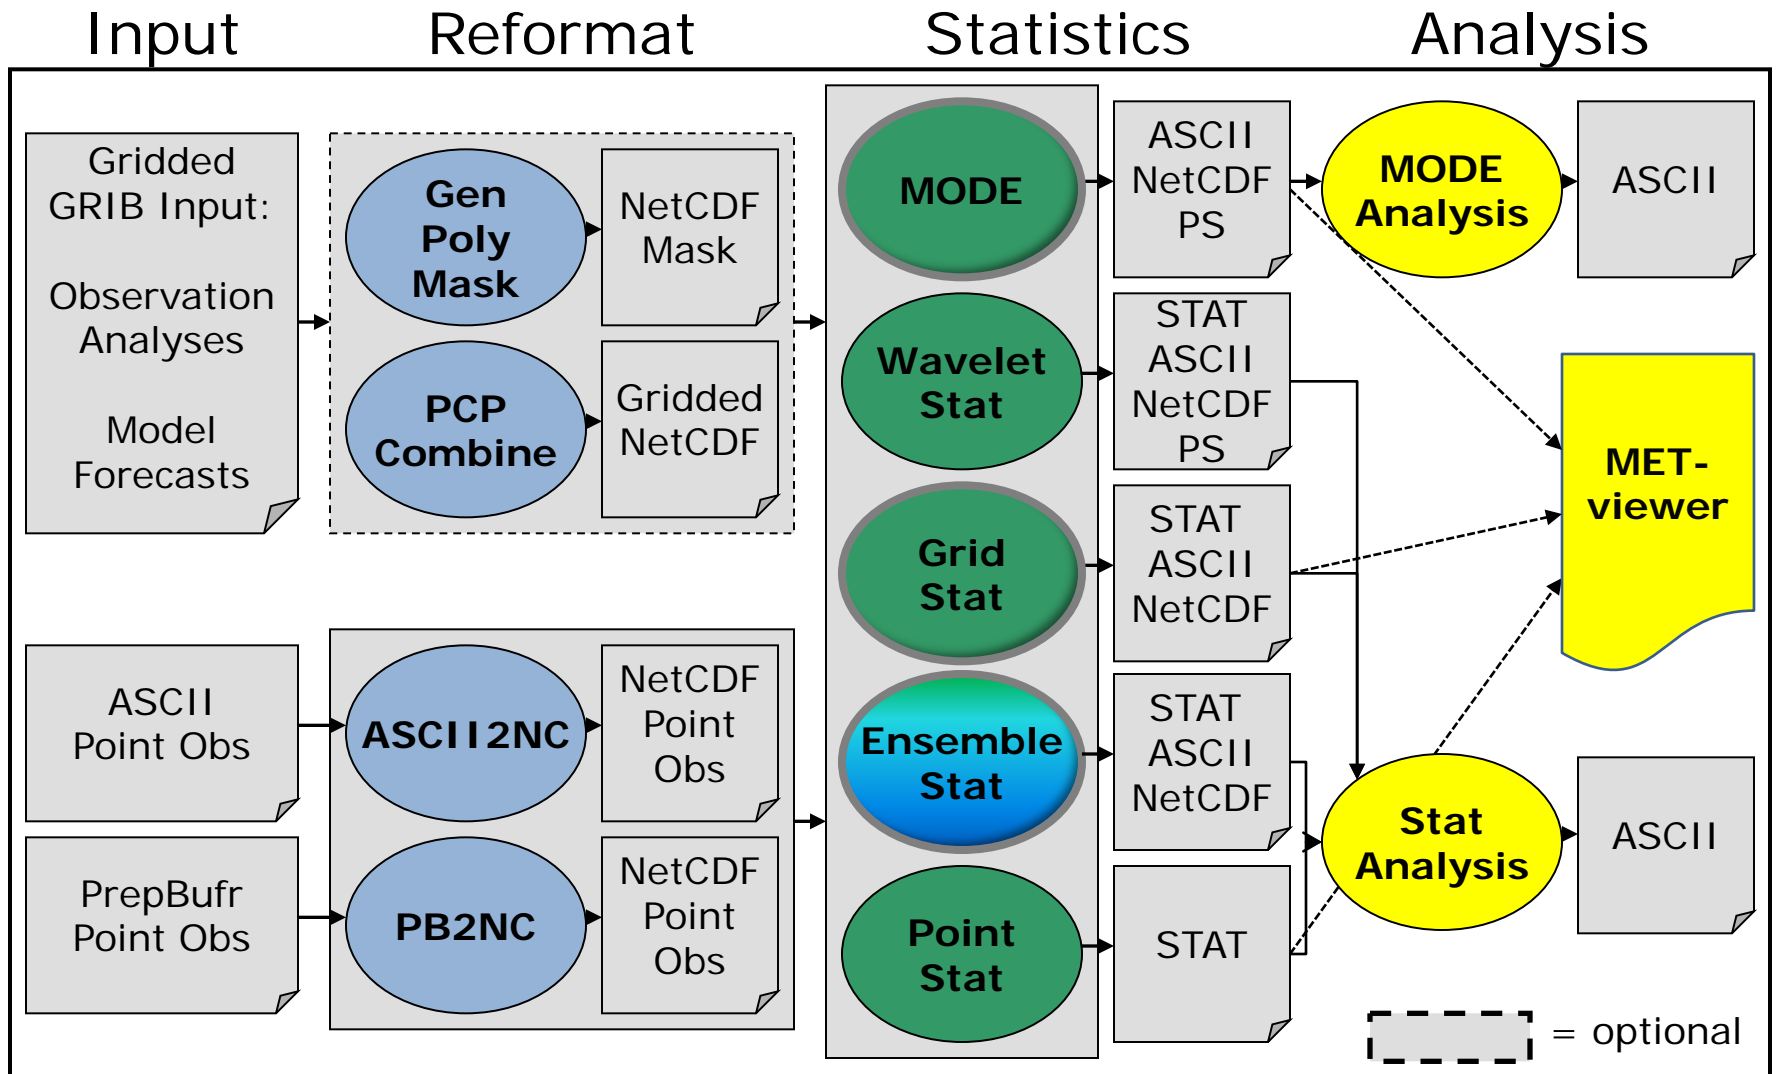 Input
Reformat
Statistics
Analysis
Gridded
GRIB Input:
Observation
Analyses
Model
Forecasts
Gen
Poly
Mask
NetCDF
Mask
PCP
Combine
Gridded
NetCDF
ASCII
Point Obs
ASCII2NC
NetCDF
Point
Obs
PrepBufr
Point Obs
PB2NC
NetCDF
Point
Obs
MODE
ASCII
NetCDF
PS
Wavelet
Stat
STAT
ASCII
NetCDF
PS
Grid
Stat
STAT
ASCII
NetCDF
Ensemble
Stat
STAT
ASCII
NetCDF
Point
Stat
STAT
MODE
Analysis
ASCII
MET-
viewer
Stat
Analysis
ASCII
= optional